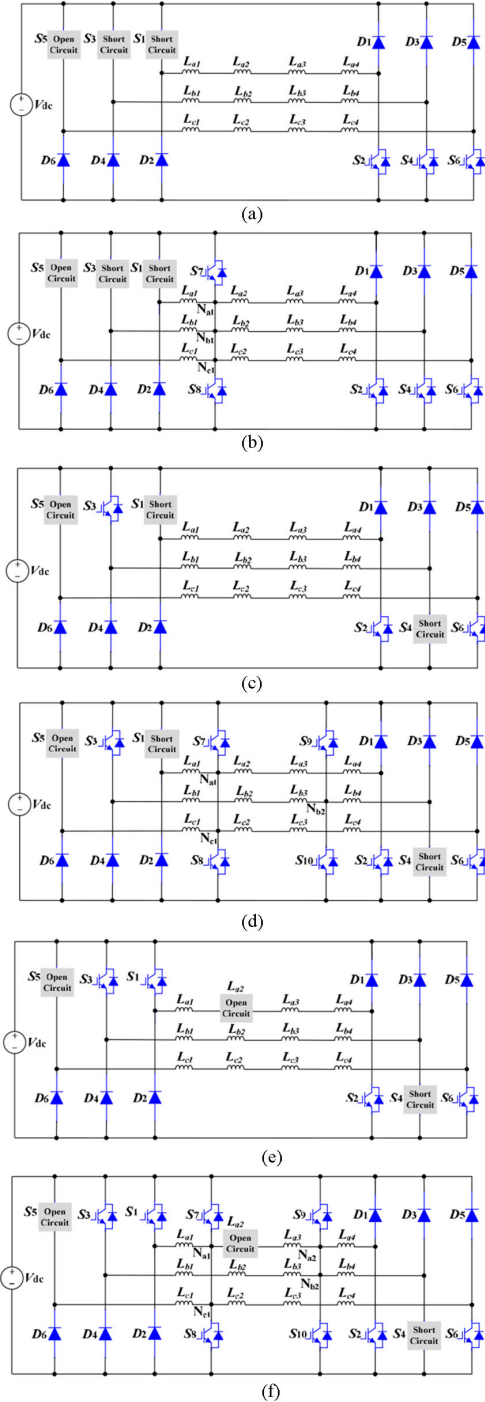 S5 Open Circuit S3 Short Circuit S1 Short Circuit D1 D3 D5
La1 La2 La3 La4
Vdc Lb1 Lb2 Lb3 Lb4
Lc1 Lc2 Lc3 Lc4
D6 D4 D2 S2 S4 S6
(a)
S5 Open Circuit S3 Short Circuit S1 Short Circuit S7 D1 D3 D5
La1 La2 La3 La4
Na1
Vdc Lb1 Lb2 Lb3 Lb4
Nb1
Lc1 Lc2 Lc3 Lc4
Nc1
D6 D4 D2 S8 S2 S4 S6
(b)
S5 Open Circuit S3 S1 Short Circuit D1 D3 D5
La1 La2 La3 La4
Vdc Lb1 Lb2 Lb3 Lb4
Lc1 Lc2 Lc3 Lc4
D6 D4 D2 S2 S4 Short Circuit S6
(c)
S5 Open Circuit S3 S1 Short Circuit S7 S9 D1 D3 D5
La1 La2 La3 La4
Na1
Vdc Lb1 Lb2 Lb3 Lb4
Nb2
Lc1 Lc2 Lc3 Lc4
Nc1
D6 D4 D2 S8 S10 S2 S4 Short Circuit S6
(d)
S5 Open Circuit S3 S1 D1 D3 D5
La2
La1 Open Circuit La3 La4
Vdc Lb1 Lb2 Lb3 Lb4
Lc1 Lc2 Lc3 Lc4
D6 D4 D2 S2 S4 Short Circuit S6
(e)
S5 Open Circuit S3 S1 S7 S9 D1 D3 D5
La2
La1 Open Circuit La3 La4
Na1 Na2
Vdc Lb1 Lb2 Lb3 Lb4
Nb2
Lc1 Lc2 Lc3 Lc4
Nc1
D6 D4 D2 S8 S10 S2 S4 Short Circuit S6
(f)